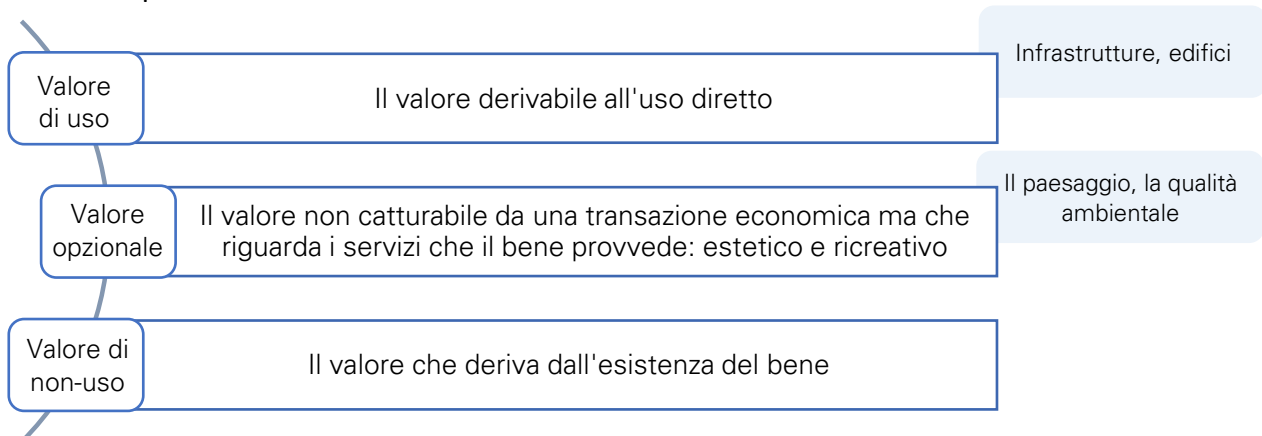 Infrastrutture, edifici
Valore
di uso
Il valore derivabile all'uso diretto
Il paesaggio, la qualità
ambientale
Valore
opzionale
Il valore non catturabile da una transazione economica ma che
riguarda i servizi che il bene provvede: estetico e ricreativo
Valore di
non-uso
Il valore che deriva dall'esistenza del bene